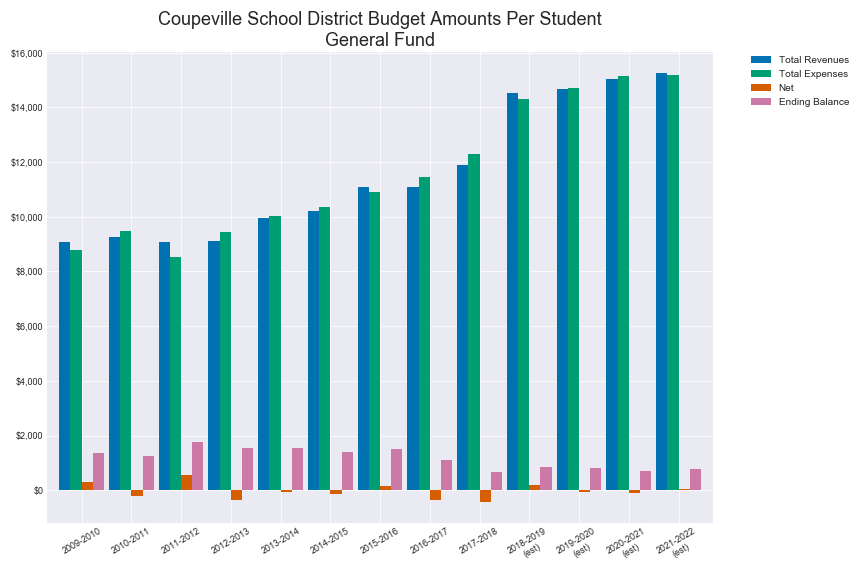 Coupeville School District Budget Amounts Per Student
General Fund
$16,000
$14,000
$12,000
$10,000
$8,000
$6,000
$4,000
$2,000
$0
2009-2010
2010-2011
2011-2012
2012-2013
2013-2014
2014-2015
2015-2016
2016-2017
2017-2018
2018-2019
(est)
2019-2020
(est)
2020-2021
(est)
2021-2022
(est)
Total Revenues
Total Expenses
Net
Ending Balance